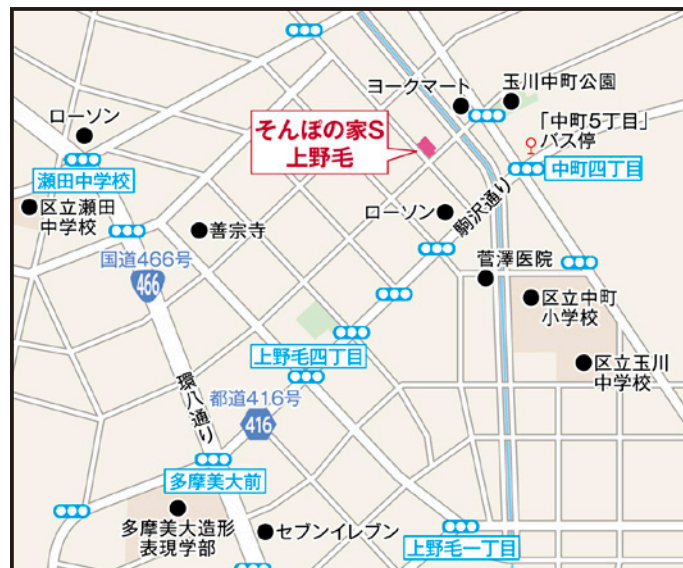 ヨークマート
玉川中町公園
ローソン
そんぽの家S
上野毛
「中町5丁目」
バス停
瀬田中学校
中町四丁目
区立瀬田
中学校
善宗寺
ローソン
駒沢通り
国道466号
466
菅澤医院
区立中町
小学校
上野毛四丁目
区立玉川
中学校
環八通り
都道416号
416
多摩美大前
多摩美大造形
表現学部
セブンイレブン
上野毛一丁目